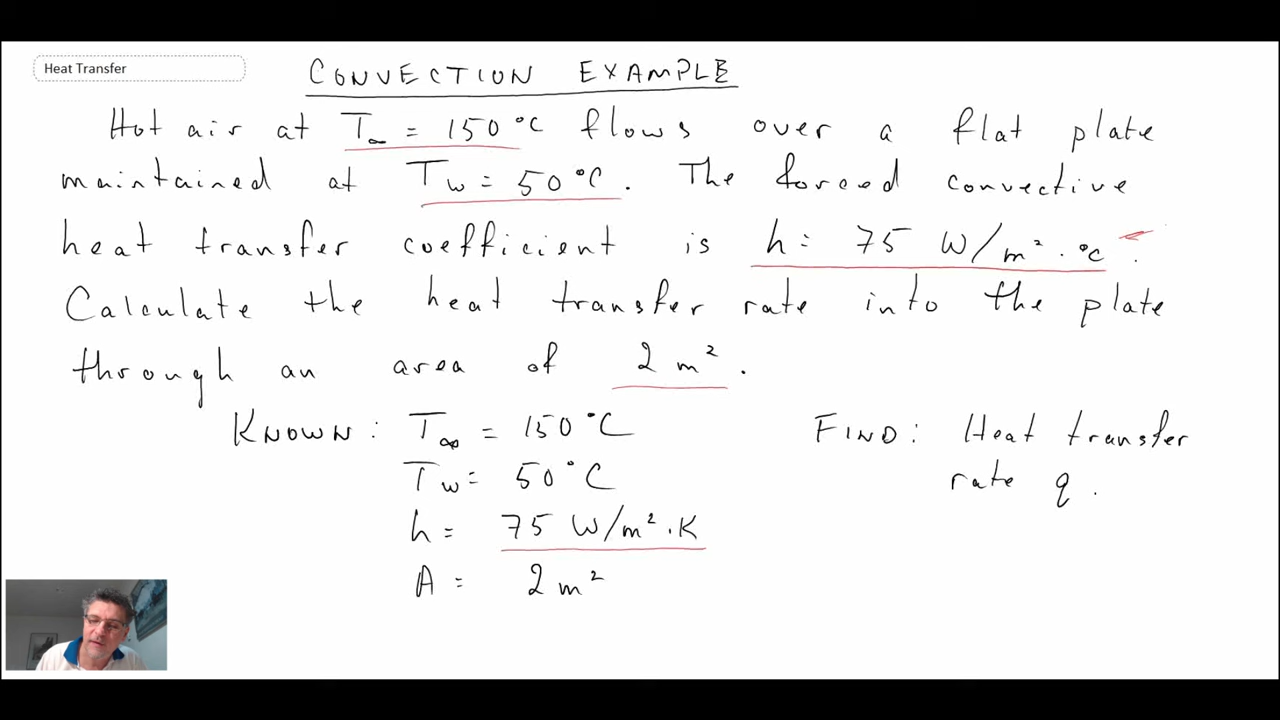 Heat Transfer
CONVECTION EXAMPLE
Hot air at T∞ = 150 °C flows over a flat plate
maintained at Tw = 50 °C. The forced convective
heat transfer coefficient is h = 75 W/m²·°C.
Calculate the heat transfer rate into the plate
through an area of 2 m².
KNOWN: T∞ = 150 °C
Tw = 50 °C
h = 75 W/m²·K
A = 2 m²
FIND: Heat transfer
rate q.